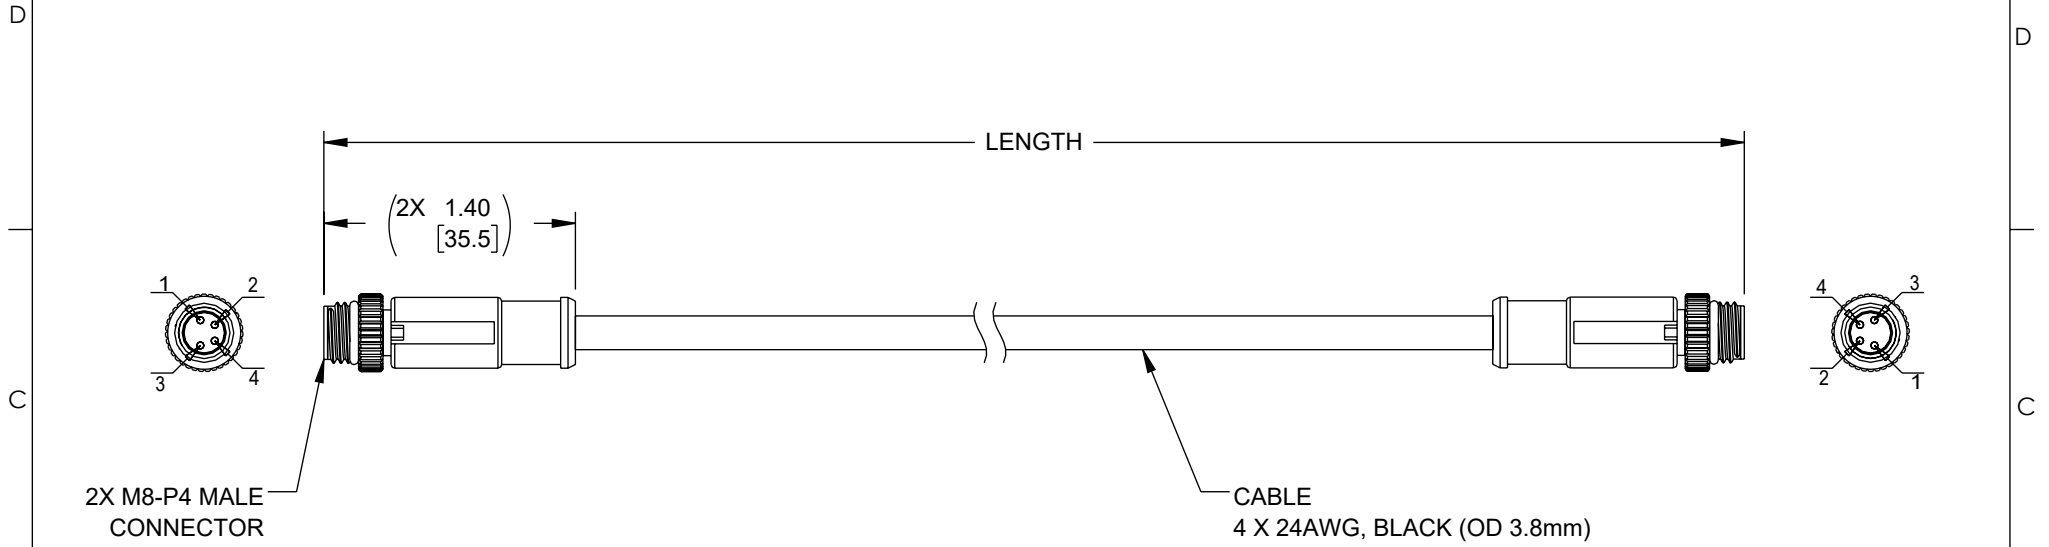 D
D
LENGTH
(2X 1.40
[35.5])
1 2
4 3
3 4
2 1
C
C
2X M8-P4 MALE
CONNECTOR
CABLE
4 X 24AWG, BLACK (OD 3.8mm)